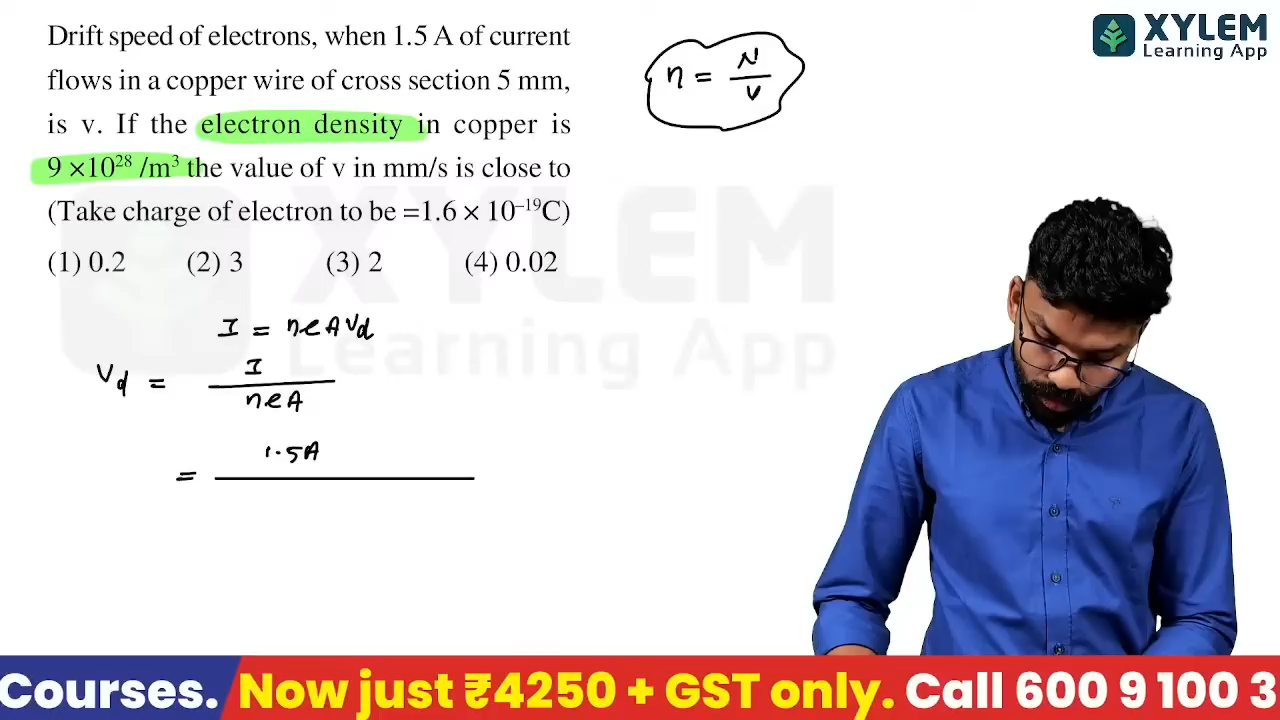 Drift speed of electrons, when 1.5 A of current
flows in a copper wire of cross section 5 mm,
is v. If the electron density in copper is
9 ×10²⁸ /m³ the value of v in mm/s is close to
(Take charge of electron to be =1.6 × 10⁻¹⁹C)
(1) 0.2 (2) 3 (3) 2 (4) 0.02
n = N/V
I = neAVd
Vd = I/neA
= 1.5A
XYLEM
Learning App
XYLEM
Learning App
Courses. Now just ₹4250 + GST only. Call 600 9 100 3